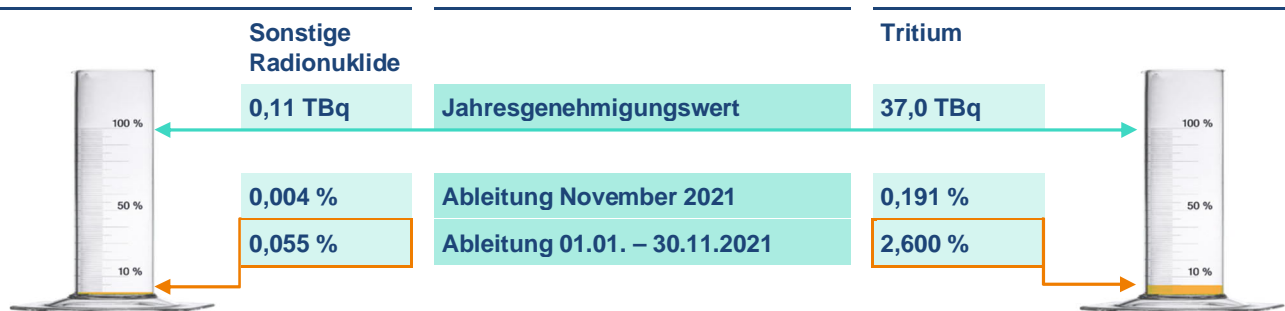 Sonstige
Radionuklide
Tritium
0,11 TBq Jahresgenehmigungswert 37,0 TBq
100 % 100 %
0,004 % Ableitung November 2021 0,191 %
50 % 50 %
0,055 % Ableitung 01.01. – 30.11.2021 2,600 %
10 % 10 %